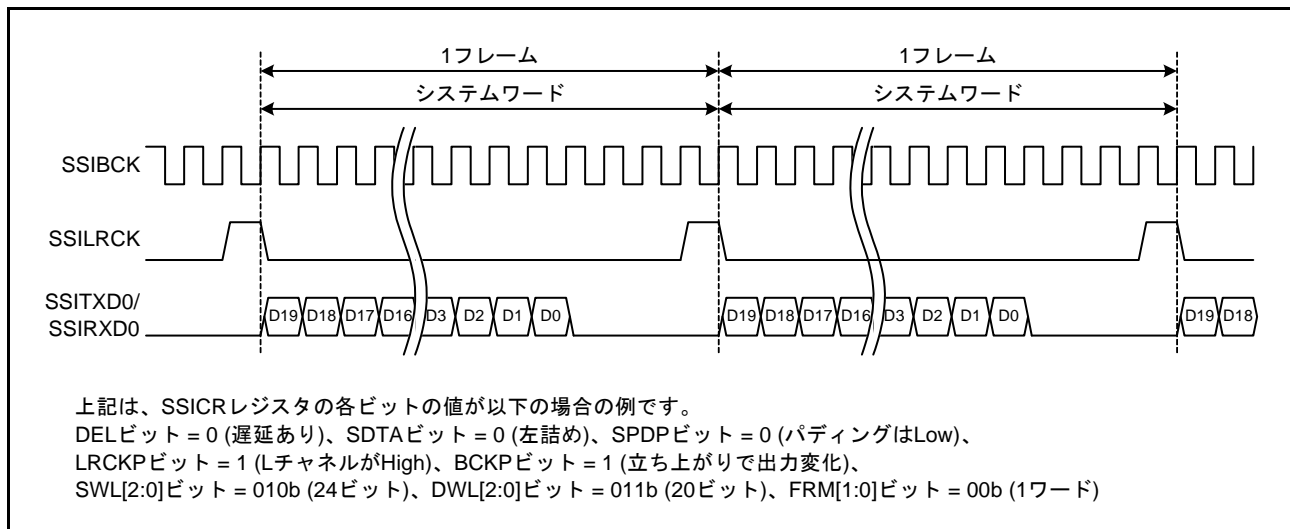 1フレーム 1フレーム
システムワード システムワード
SSIBCK
SSILRCK
SSITXD0/
SSIRXD0
D19 D18 D17 D16 D3 D2 D1 D0 D19 D18 D17 D16 D3 D2 D1 D0 D19 D18
上記は、SSICRレジスタの各ビットの値が以下の場合の例です。
DELビット = 0 (遅延あり)、SDTAビット = 0 (左詰め)、SPDPビット = 0 (パディングはLow)、
LRCKPビット = 1 (LチャネルがHigh)、BCKPビット = 1 (立ち上がりで出力変化)、
SWL[2:0]ビット = 010b (24ビット)、DWL[2:0]ビット = 011b (20ビット)、FRM[1:0]ビット = 00b (1ワード)